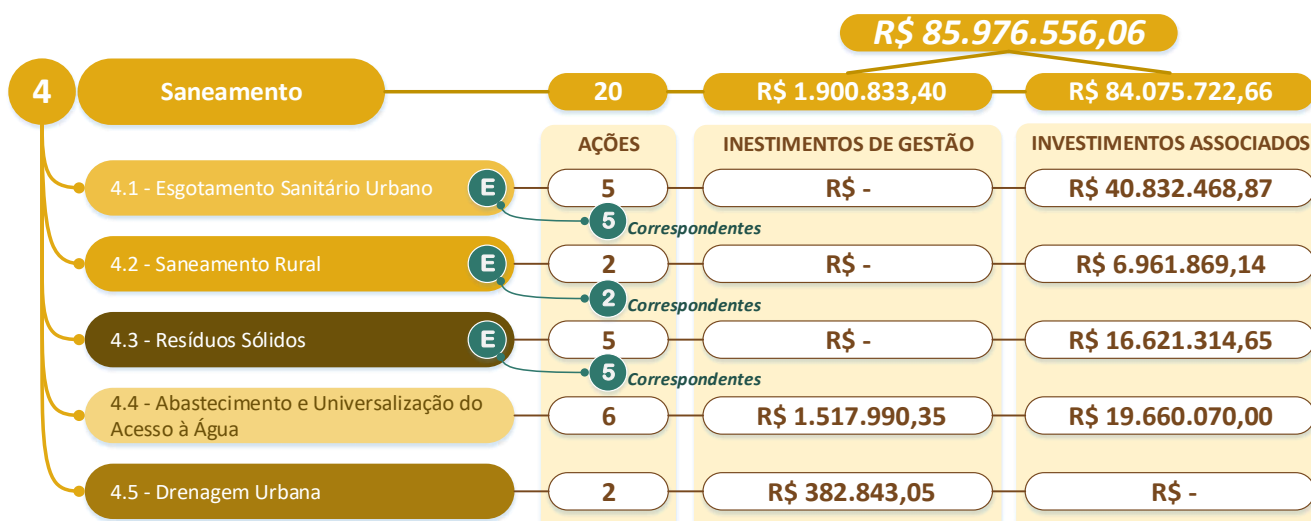 R$ 85.976.556,06
4 Saneamento 20 R$ 1.900.833,40 R$ 84.075.722,66
AÇÕES INESTIMENTOS DE GESTÃO INVESTIMENTOS ASSOCIADOS
4.1 - Esgotamento Sanitário Urbano E 5 R$ - R$ 40.832.468,87
5 Correspondentes
4.2 - Saneamento Rural E 2 R$ - R$ 6.961.869,14
2 Correspondentes
4.3 - Resíduos Sólidos E 5 R$ - R$ 16.621.314,65
5 Correspondentes
4.4 - Abastecimento e Universalização do
Acesso à Água 6 R$ 1.517.990,35 R$ 19.660.070,00
4.5 - Drenagem Urbana 2 R$ 382.843,05 R$ -